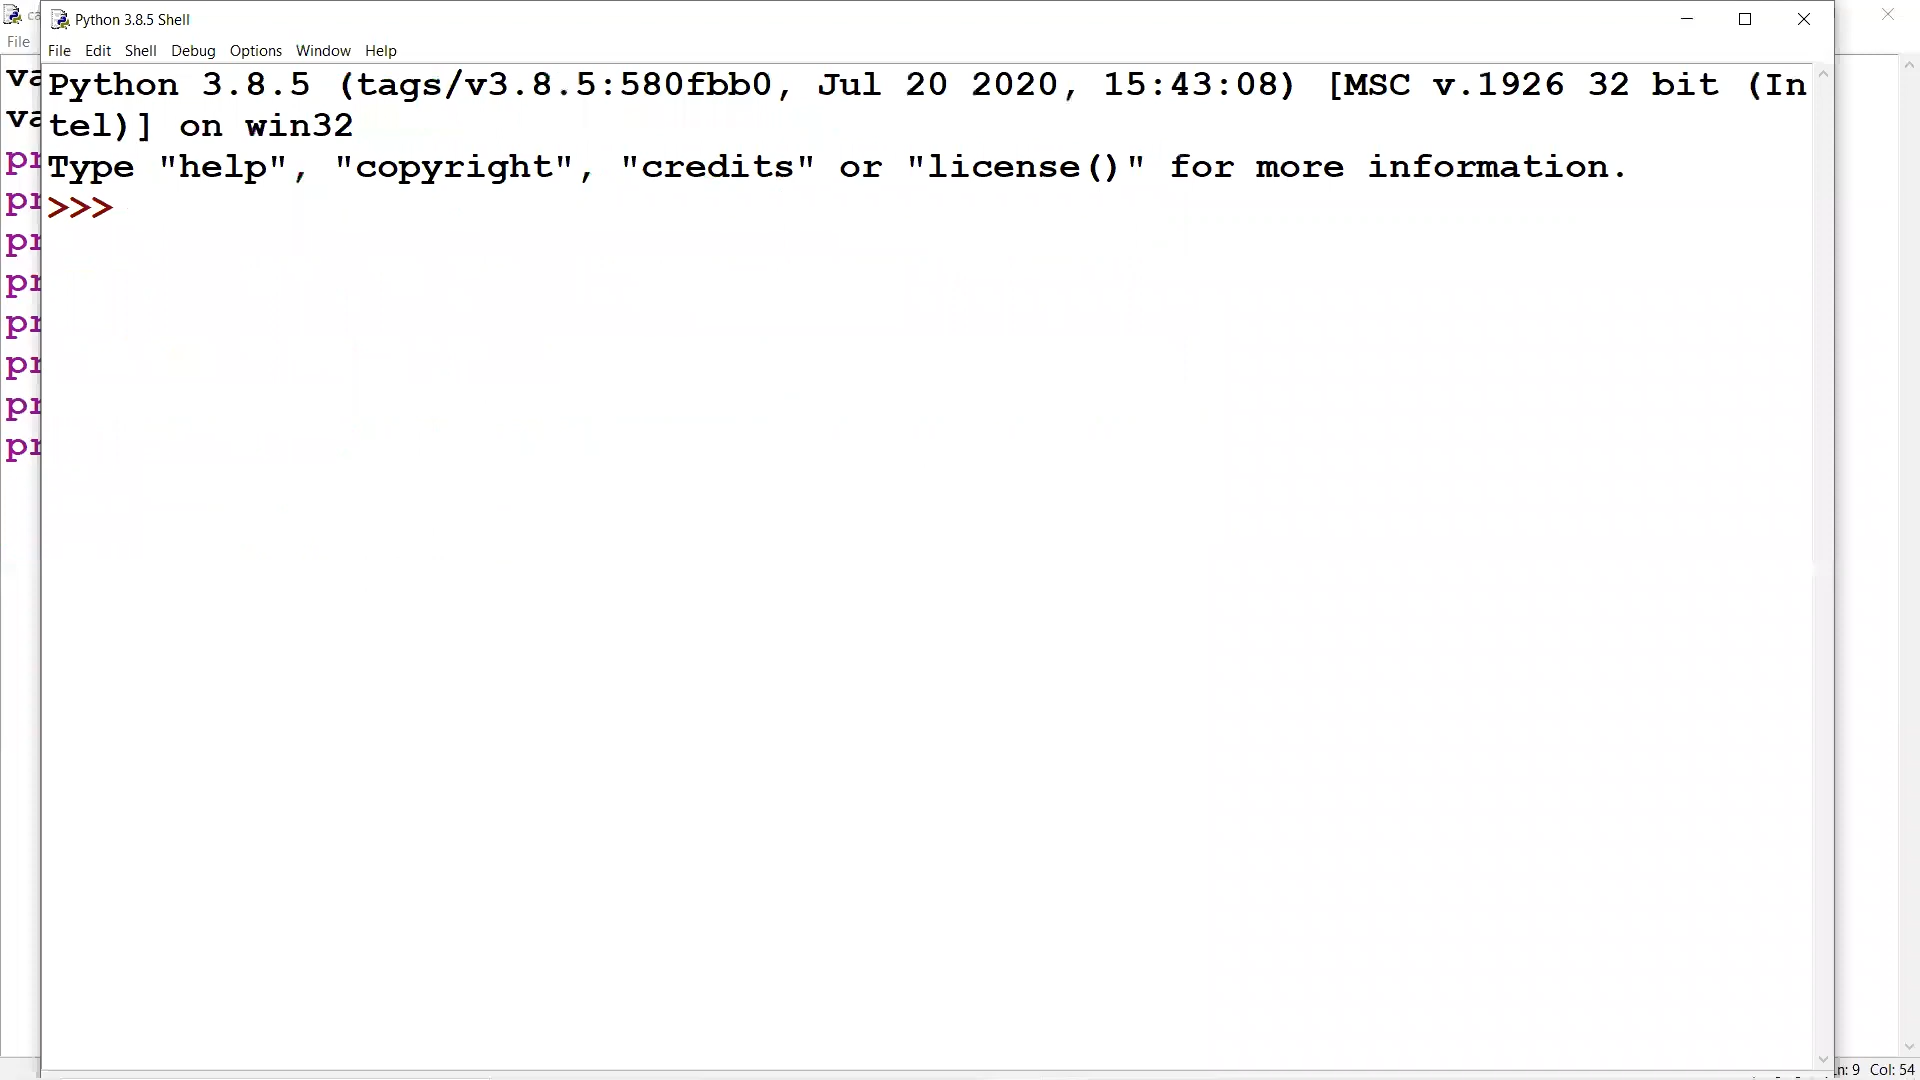 Python 3.8.5 Shell
File Edit Shell Debug Options Window Help
Python 3.8.5 (tags/v3.8.5:580fbb0, Jul 20 2020, 15:43:08) [MSC v.1926 32 bit (In
tel)] on win32
Type "help", "copyright", "credits" or "license()" for more information.
>>>
File
va
va
pr
pr
pr
pr
pr
pr
pr
pr
Ln: 9 Col: 54